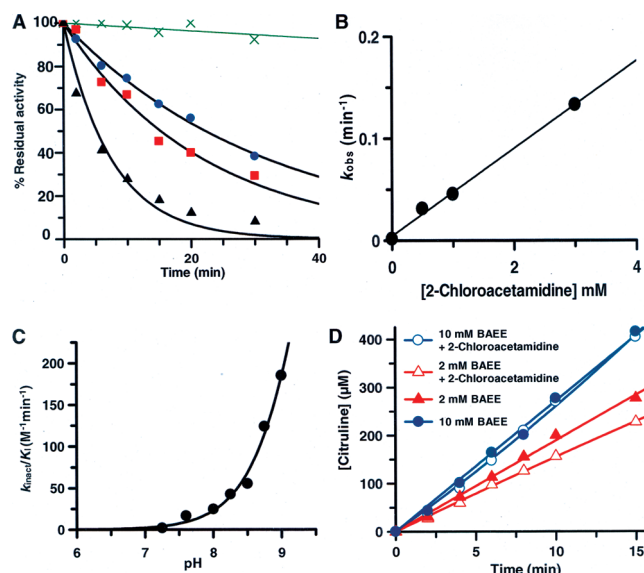 A
% Residual activity
100
80
60
40
20
0
0
10
20
30
40
Time (min)
B
kobs (min-1)
0.2
0.1
0
0
2
4
[2-Chloroacetamidine] mM
C
kinact/KI(M-1min-1)
200
150
100
50
0
6
7
8
9
pH
D
[Citruline] (µM)
400
300
200
100
0
10 mM BAEE
+ 2-Chloroacetamidine
2 mM BAEE
+ 2-Chloroacetamidine
2 mM BAEE
10 mM BAEE
0
5
10
15
Time (min)